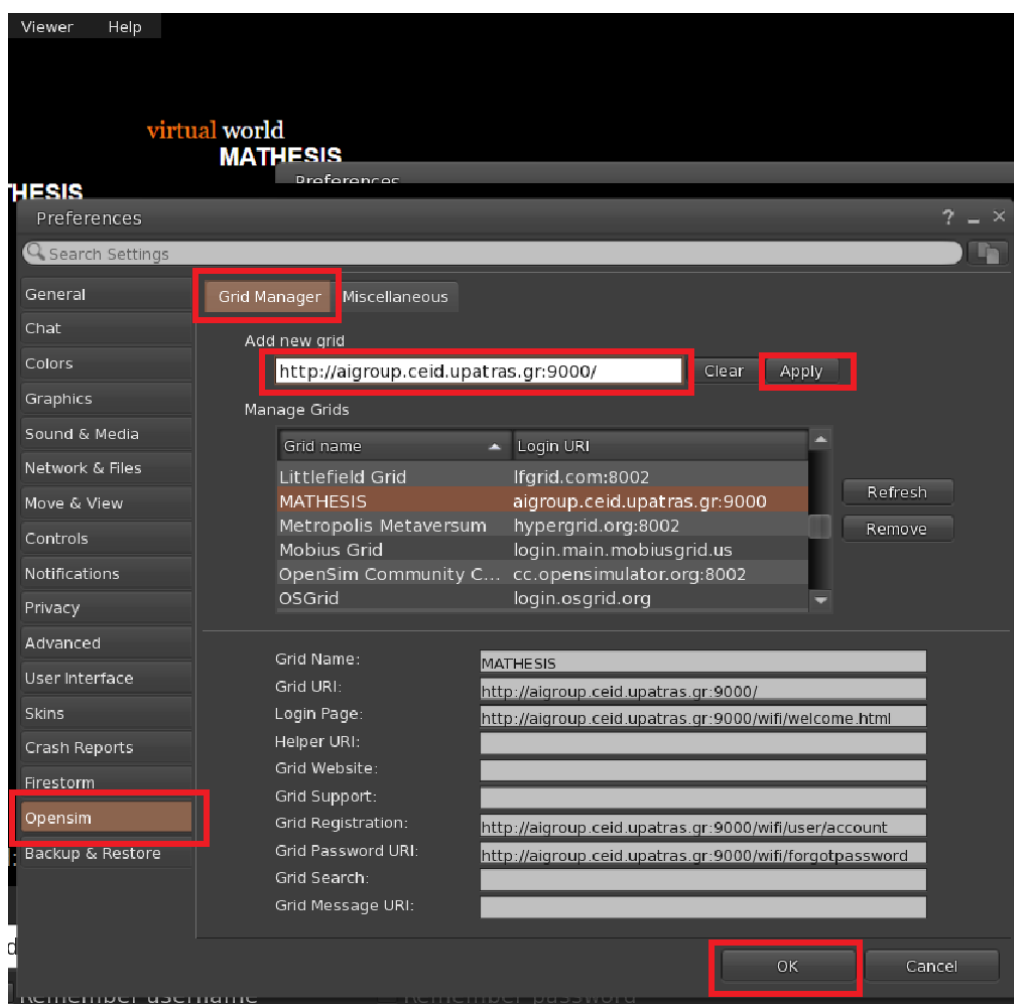 Viewer Help
virtual world
MATHESIS
Preferences
THESIS
Preferences
? _ ×
Search Settings
General
Chat
Colors
Graphics
Sound & Media
Network & Files
Move & View
Controls
Notifications
Privacy
Advanced
User Interface
Skins
Crash Reports
Firestorm
Opensim
Backup & Restore
Grid Manager Miscellaneous
Add new grid
http://aigroup.ceid.upatras.gr:9000/ Clear Apply
Manage Grids
Grid name Login URI
Littlefield Grid lfgrid.com:8002
MATHESIS aigroup.ceid.upatras.gr:9000
Metropolis Metaversum hypergrid.org:8002
Mobius Grid login.main.mobiusgrid.us
OpenSim Community C... cc.opensimulator.org:8002
OSGrid login.osgrid.org
Refresh
Remove
Grid Name: MATHESIS
Grid URI: http://aigroup.ceid.upatras.gr:9000/
Login Page: http://aigroup.ceid.upatras.gr:9000/wifi/welcome.html
Helper URI:
Grid Website:
Grid Support:
Grid Registration: http://aigroup.ceid.upatras.gr:9000/wifi/user/account
Grid Password URI: http://aigroup.ceid.upatras.gr:9000/wifi/forgotpassword
Grid Search:
Grid Message URI:
OK Cancel
Remember username Remember password